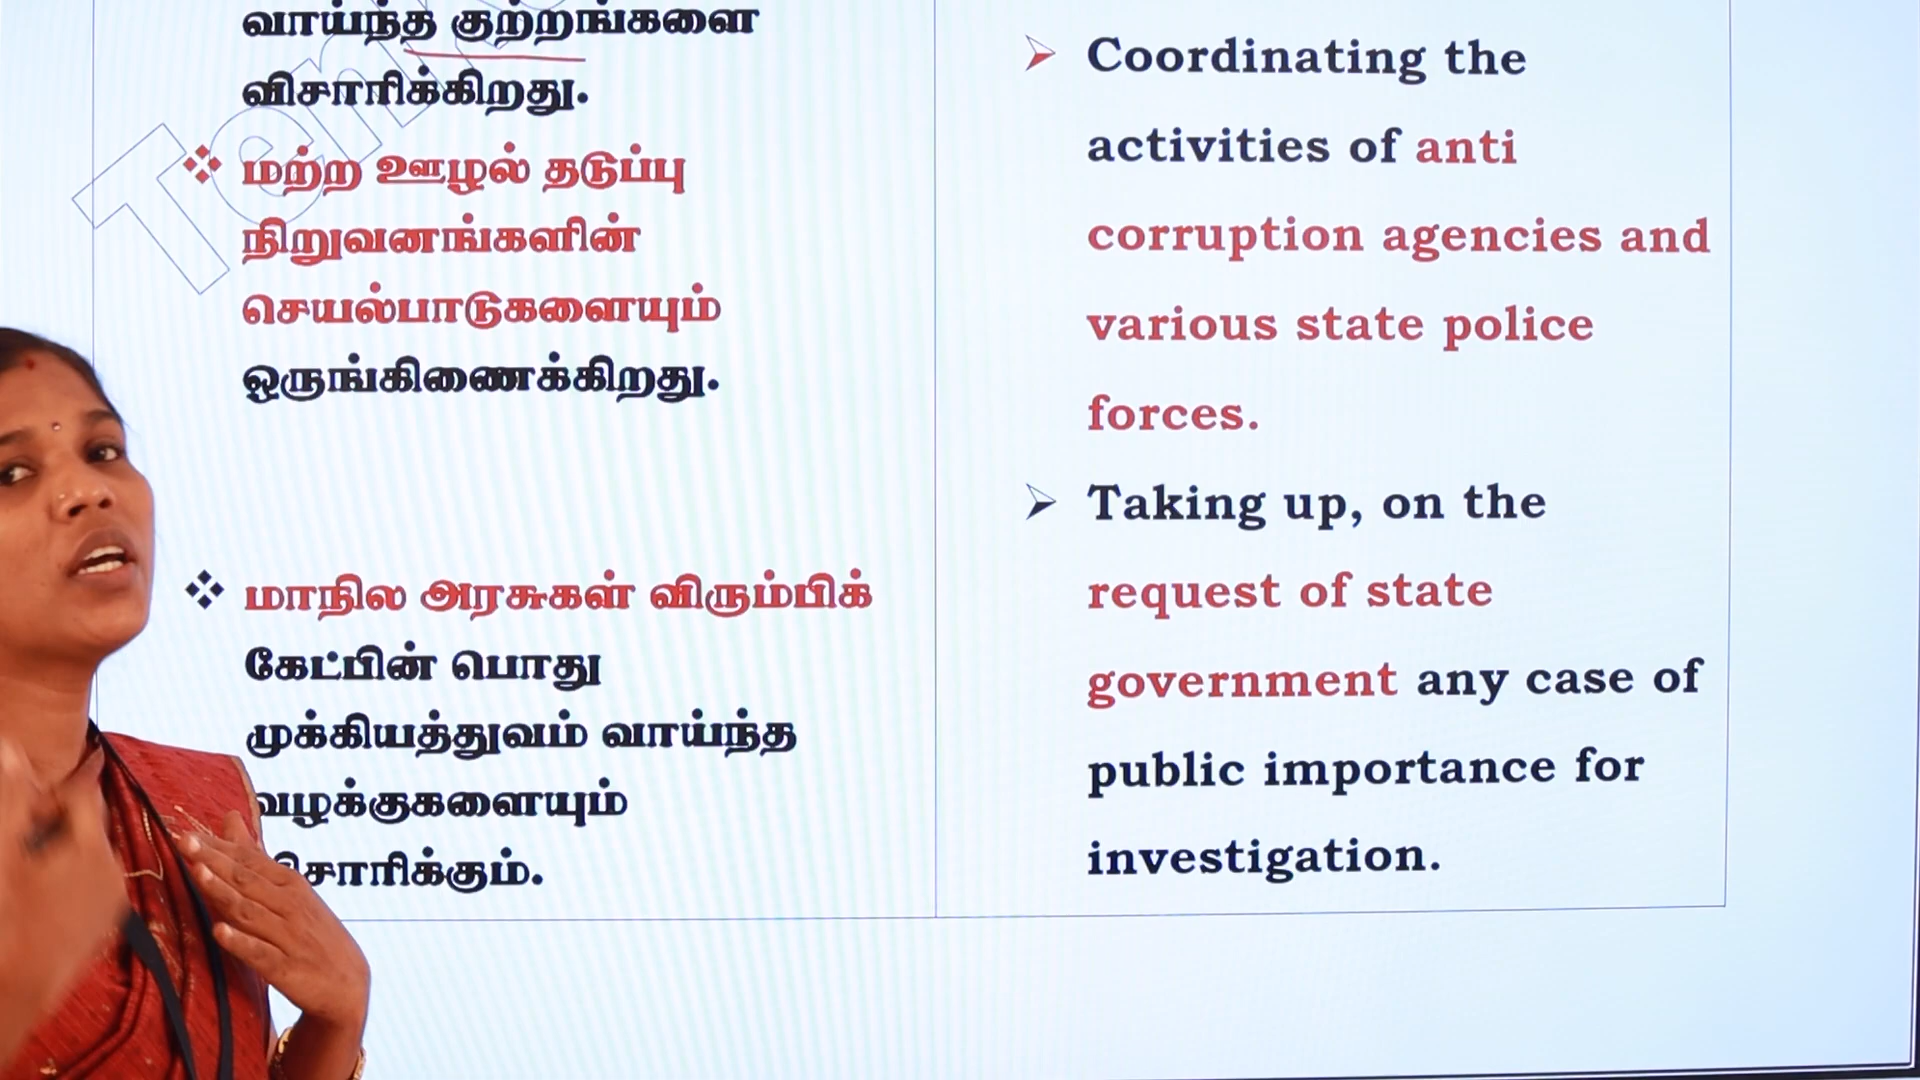 வாய்ந்த குற்றங்களை
விசாரிக்கிறது.
மற்ற ஊழல் தடுப்பு
நிறுவனங்களின்
செயல்பாடுகளையும்
ஒருங்கிணைக்கிறது.
மாநில அரசுகள் விரும்பிக்
கேட்பின் பொது
முக்கியத்துவம் வாய்ந்த
வழக்குகளையும்
விசாரிக்கும்.
Coordinating the
activities of anti
corruption agencies and
various state police
forces.
Taking up, on the
request of state
government any case of
public importance for
investigation.